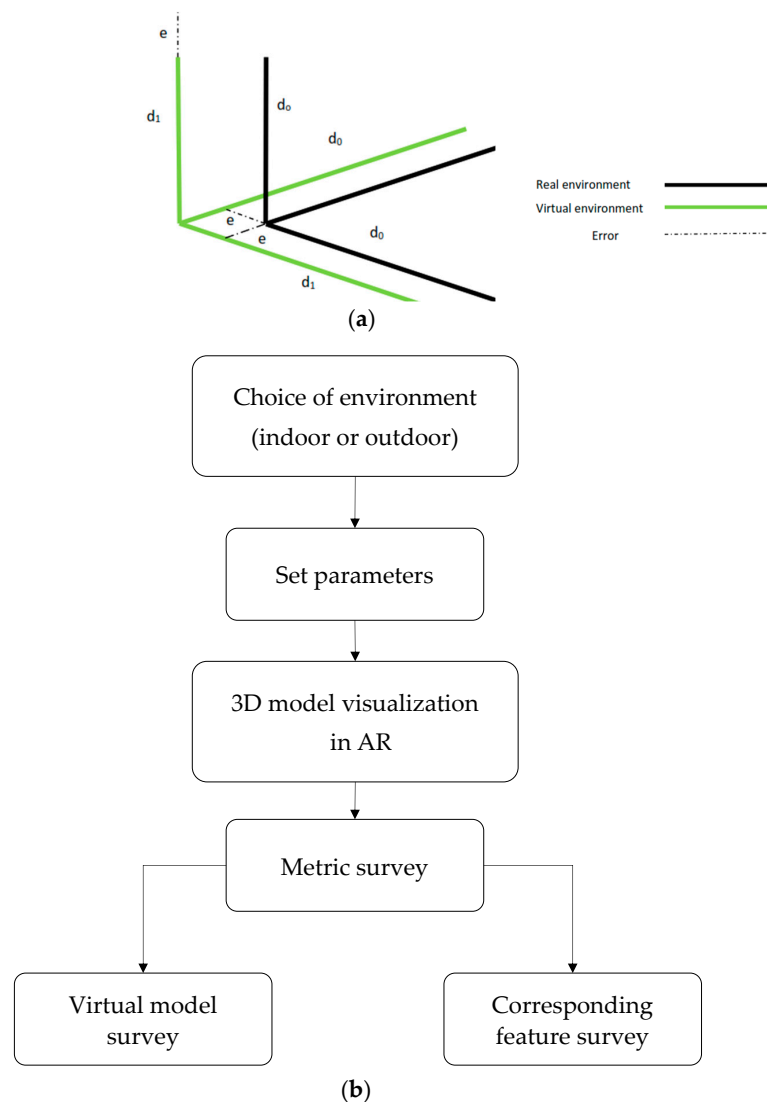 e
d₁
dₒ
d₀
e
e
d₀
d₁
Real environment
Virtual environment
Error
(a)
Choice of environment
(indoor or outdoor)
Set parameters
3D model visualization
in AR
Metric survey
Virtual model
survey
Corresponding
feature survey
(b)